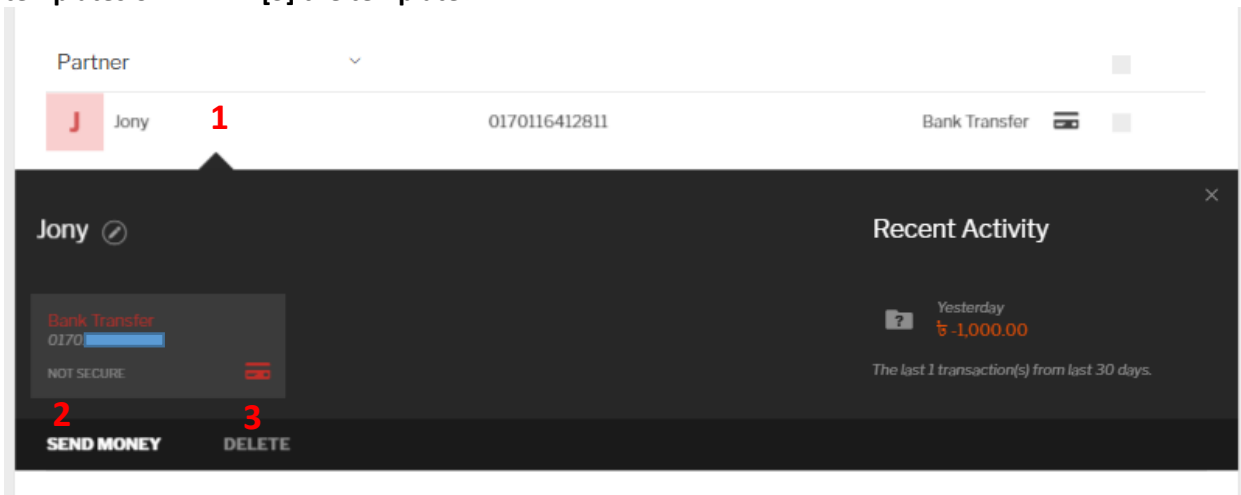 [3]
Partner
J Jony 1 0170116412811 Bank Transfer
Jony
Recent Activity
Bank Transfer
0170
NOT SECURE
Yesterday
৳ -1,000.00
The last 1 transaction(s) from last 30 days.
2 3
SEND MONEY DELETE